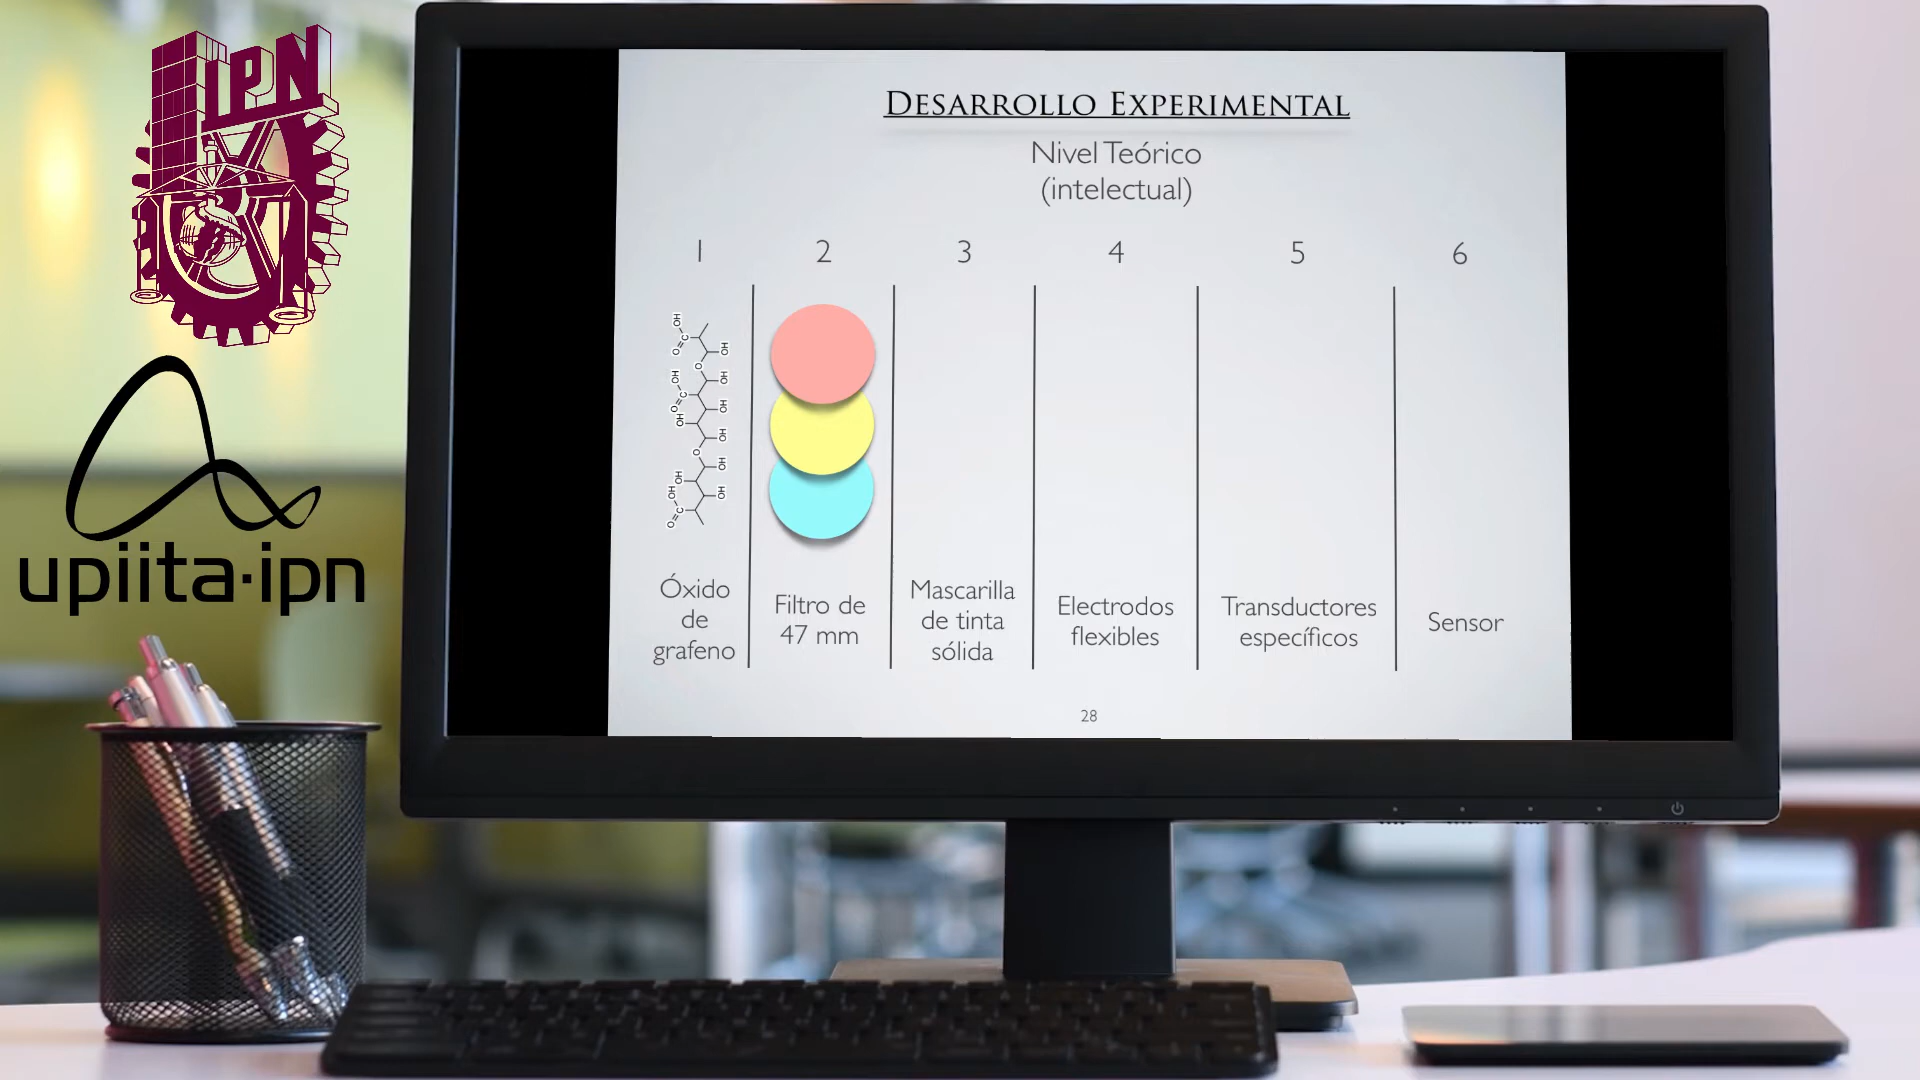 IPN
upiita·ipn
DESARROLLO EXPERIMENTAL
Nivel Teórico
(intelectual)
1
2
3
4
5
6
Óxido
de
grafeno
Filtro de
47 mm
Mascarilla
de tinta
sólida
Electrodos
flexibles
Transductores
específicos
Sensor
28